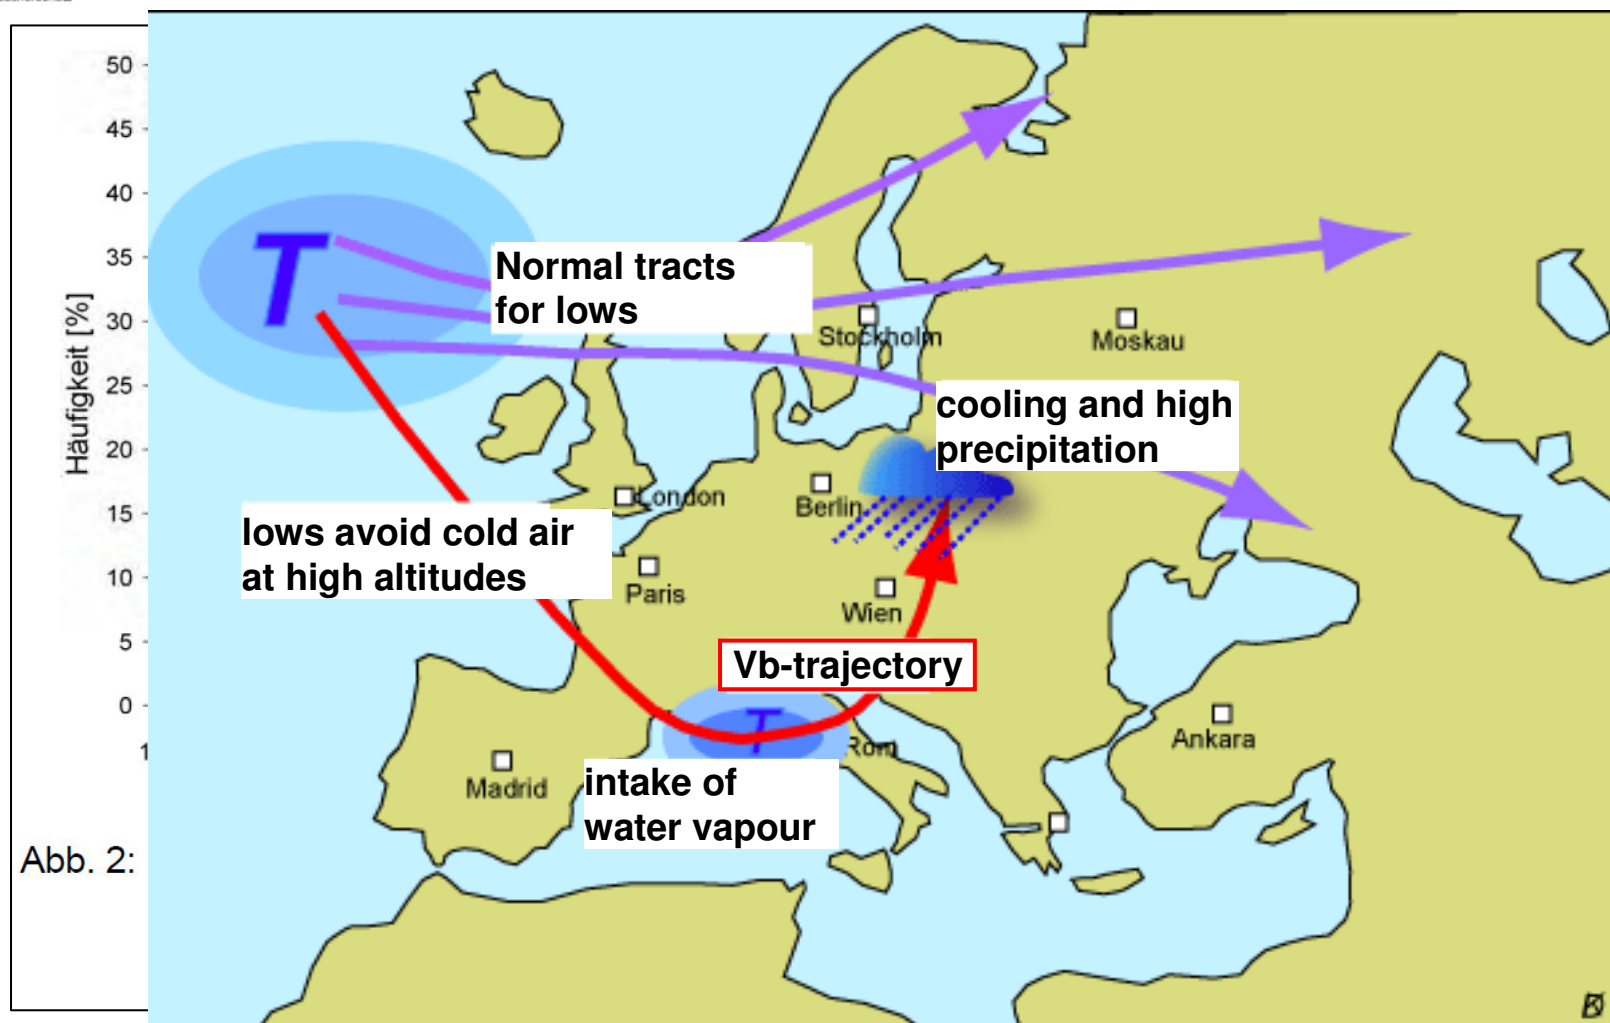 50
45
40
35
30
25
20
15
10
5
0
1
Häufigkeit [%]
Abb. 2:
T
Normal tracts
for lows
Stockholm
Moskau
cooling and high
precipitation
London
Berlin
lows avoid cold air
at high altitudes
Paris
Wien
Vb-trajectory
T
Rom
Ankara
Madrid
intake of
water vapour